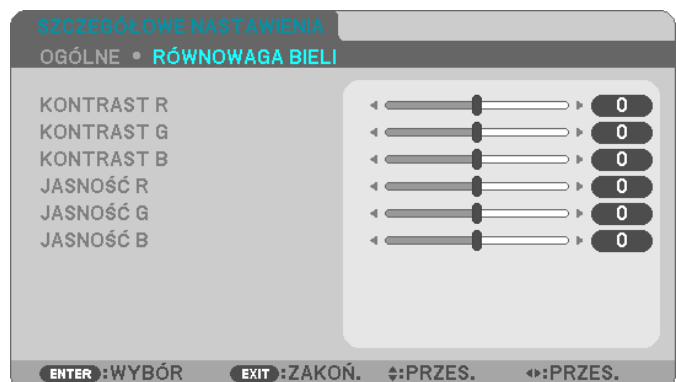 SZCZEGÓŁOWE NASTAWIENIA
OGÓLNE • RÓWNOWAGA BIELI
KONTRAST R 0
KONTRAST G 0
KONTRAST B 0
JASNOŚĆ R 0
JASNOŚĆ G 0
JASNOŚĆ B 0
ENTER :WYBÓR EXIT :ZAKOŃ. :PRZES. :PRZES.